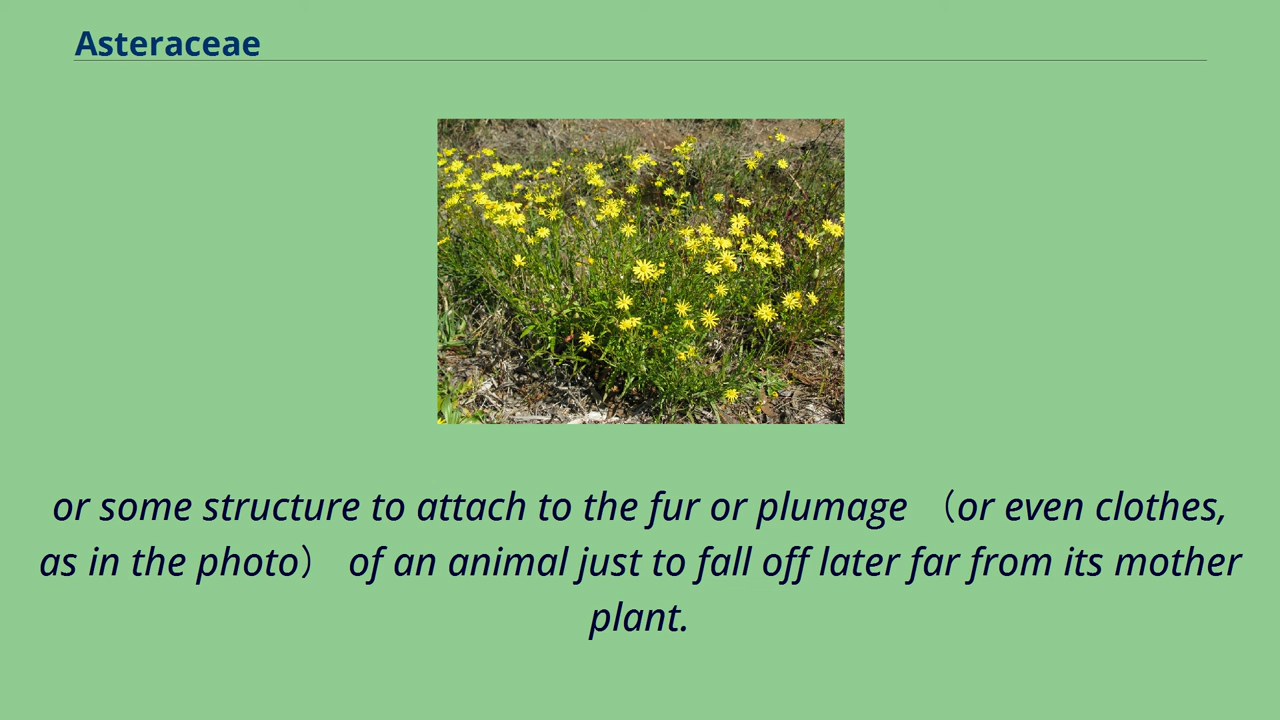 Asteraceae
or some structure to attach to the fur or plumage （or even clothes,
as in the photo） of an animal just to fall off later far from its mother
plant.